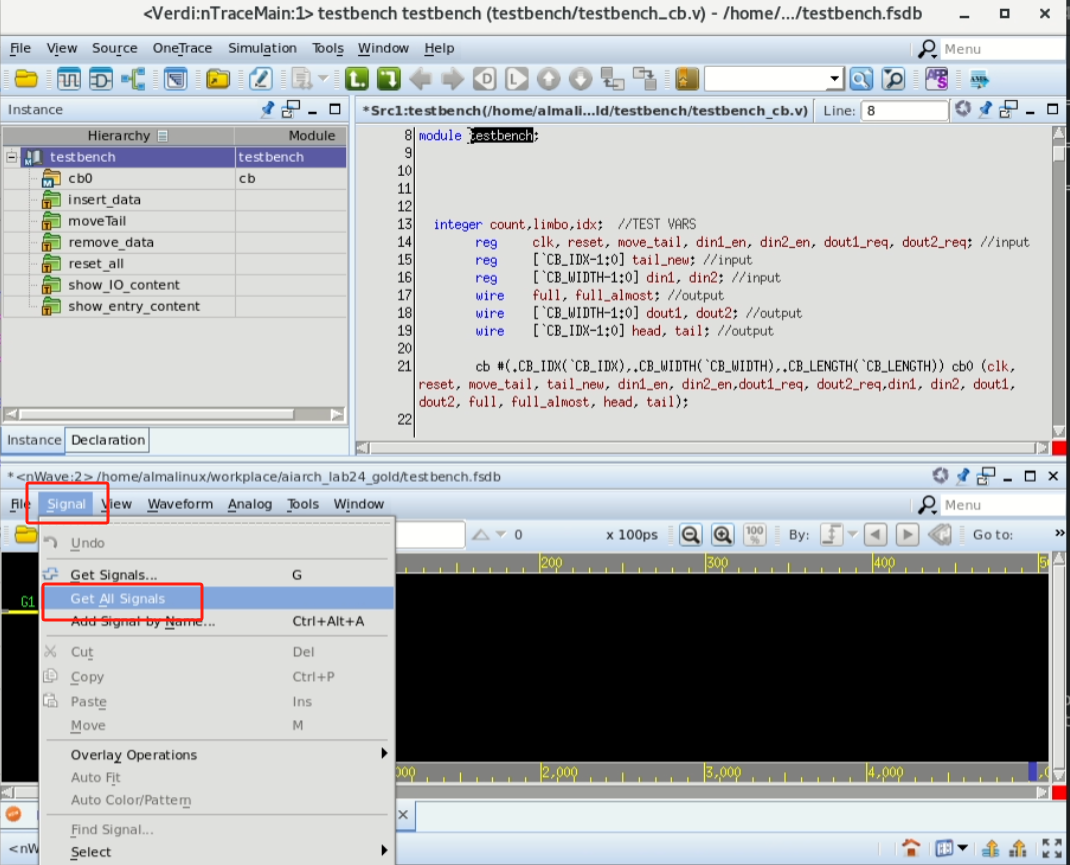 <Verdi:nTraceMain:1> testbench testbench (testbench/testbench_cb.v) - /home/.../testbench.fsdb
File View Source OneTrace Simulation Tools Window Help
Menu
Instance
*Src1:testbench(/home/almali...ld/testbench/testbench_cb.v) Line: 8
Hierarchy Module
testbench testbench
cb0 cb
insert_data
moveTail
remove_data
reset_all
show_IO_content
show_entry_content
Instance Declaration
8 module testbench;
9
10
11
12
13 integer count,limbo,idx; //TEST VARS
14 reg clk, reset, move_tail, din1_en, din2_en, dout1_req, dout2_req; //input
15 reg [`CB_IDX-1:0] tail_new; //input
16 reg [`CB_WIDTH-1:0] din1, din2; //input
17 wire full, full_almost; //output
18 wire [`CB_WIDTH-1:0] dout1, dout2; //output
19 wire [`CB_IDX-1:0] head, tail; //output
20
21 cb #(.CB_IDX(`CB_IDX),.CB_WIDTH(`CB_WIDTH),.CB_LENGTH(`CB_LENGTH)) cb0 (clk,
reset, move_tail, tail_new, din1_en, din2_en,dout1_req, dout2_req,din1, din2, dout1,
dout2, full, full_almost, head, tail);
22
*<nWave:2> /home/almalinux/workplace/aiarch_lab24_gold/testbench.fsdb
File Signal View Waveform Analog Tools Window
Menu
0 x 100ps 100 % By: Go to: »
200 300 400
G1
Undo
Get Signals... G
Get All Signals
Add Signal by Name... Ctrl+Alt+A
Cut Del
Copy Ctrl+P
Paste Ins
Move M
Overlay Operations
Auto Fit
Auto Color/Pattern
Find Signal...
Select
2,000 3,000 4,000
<nW